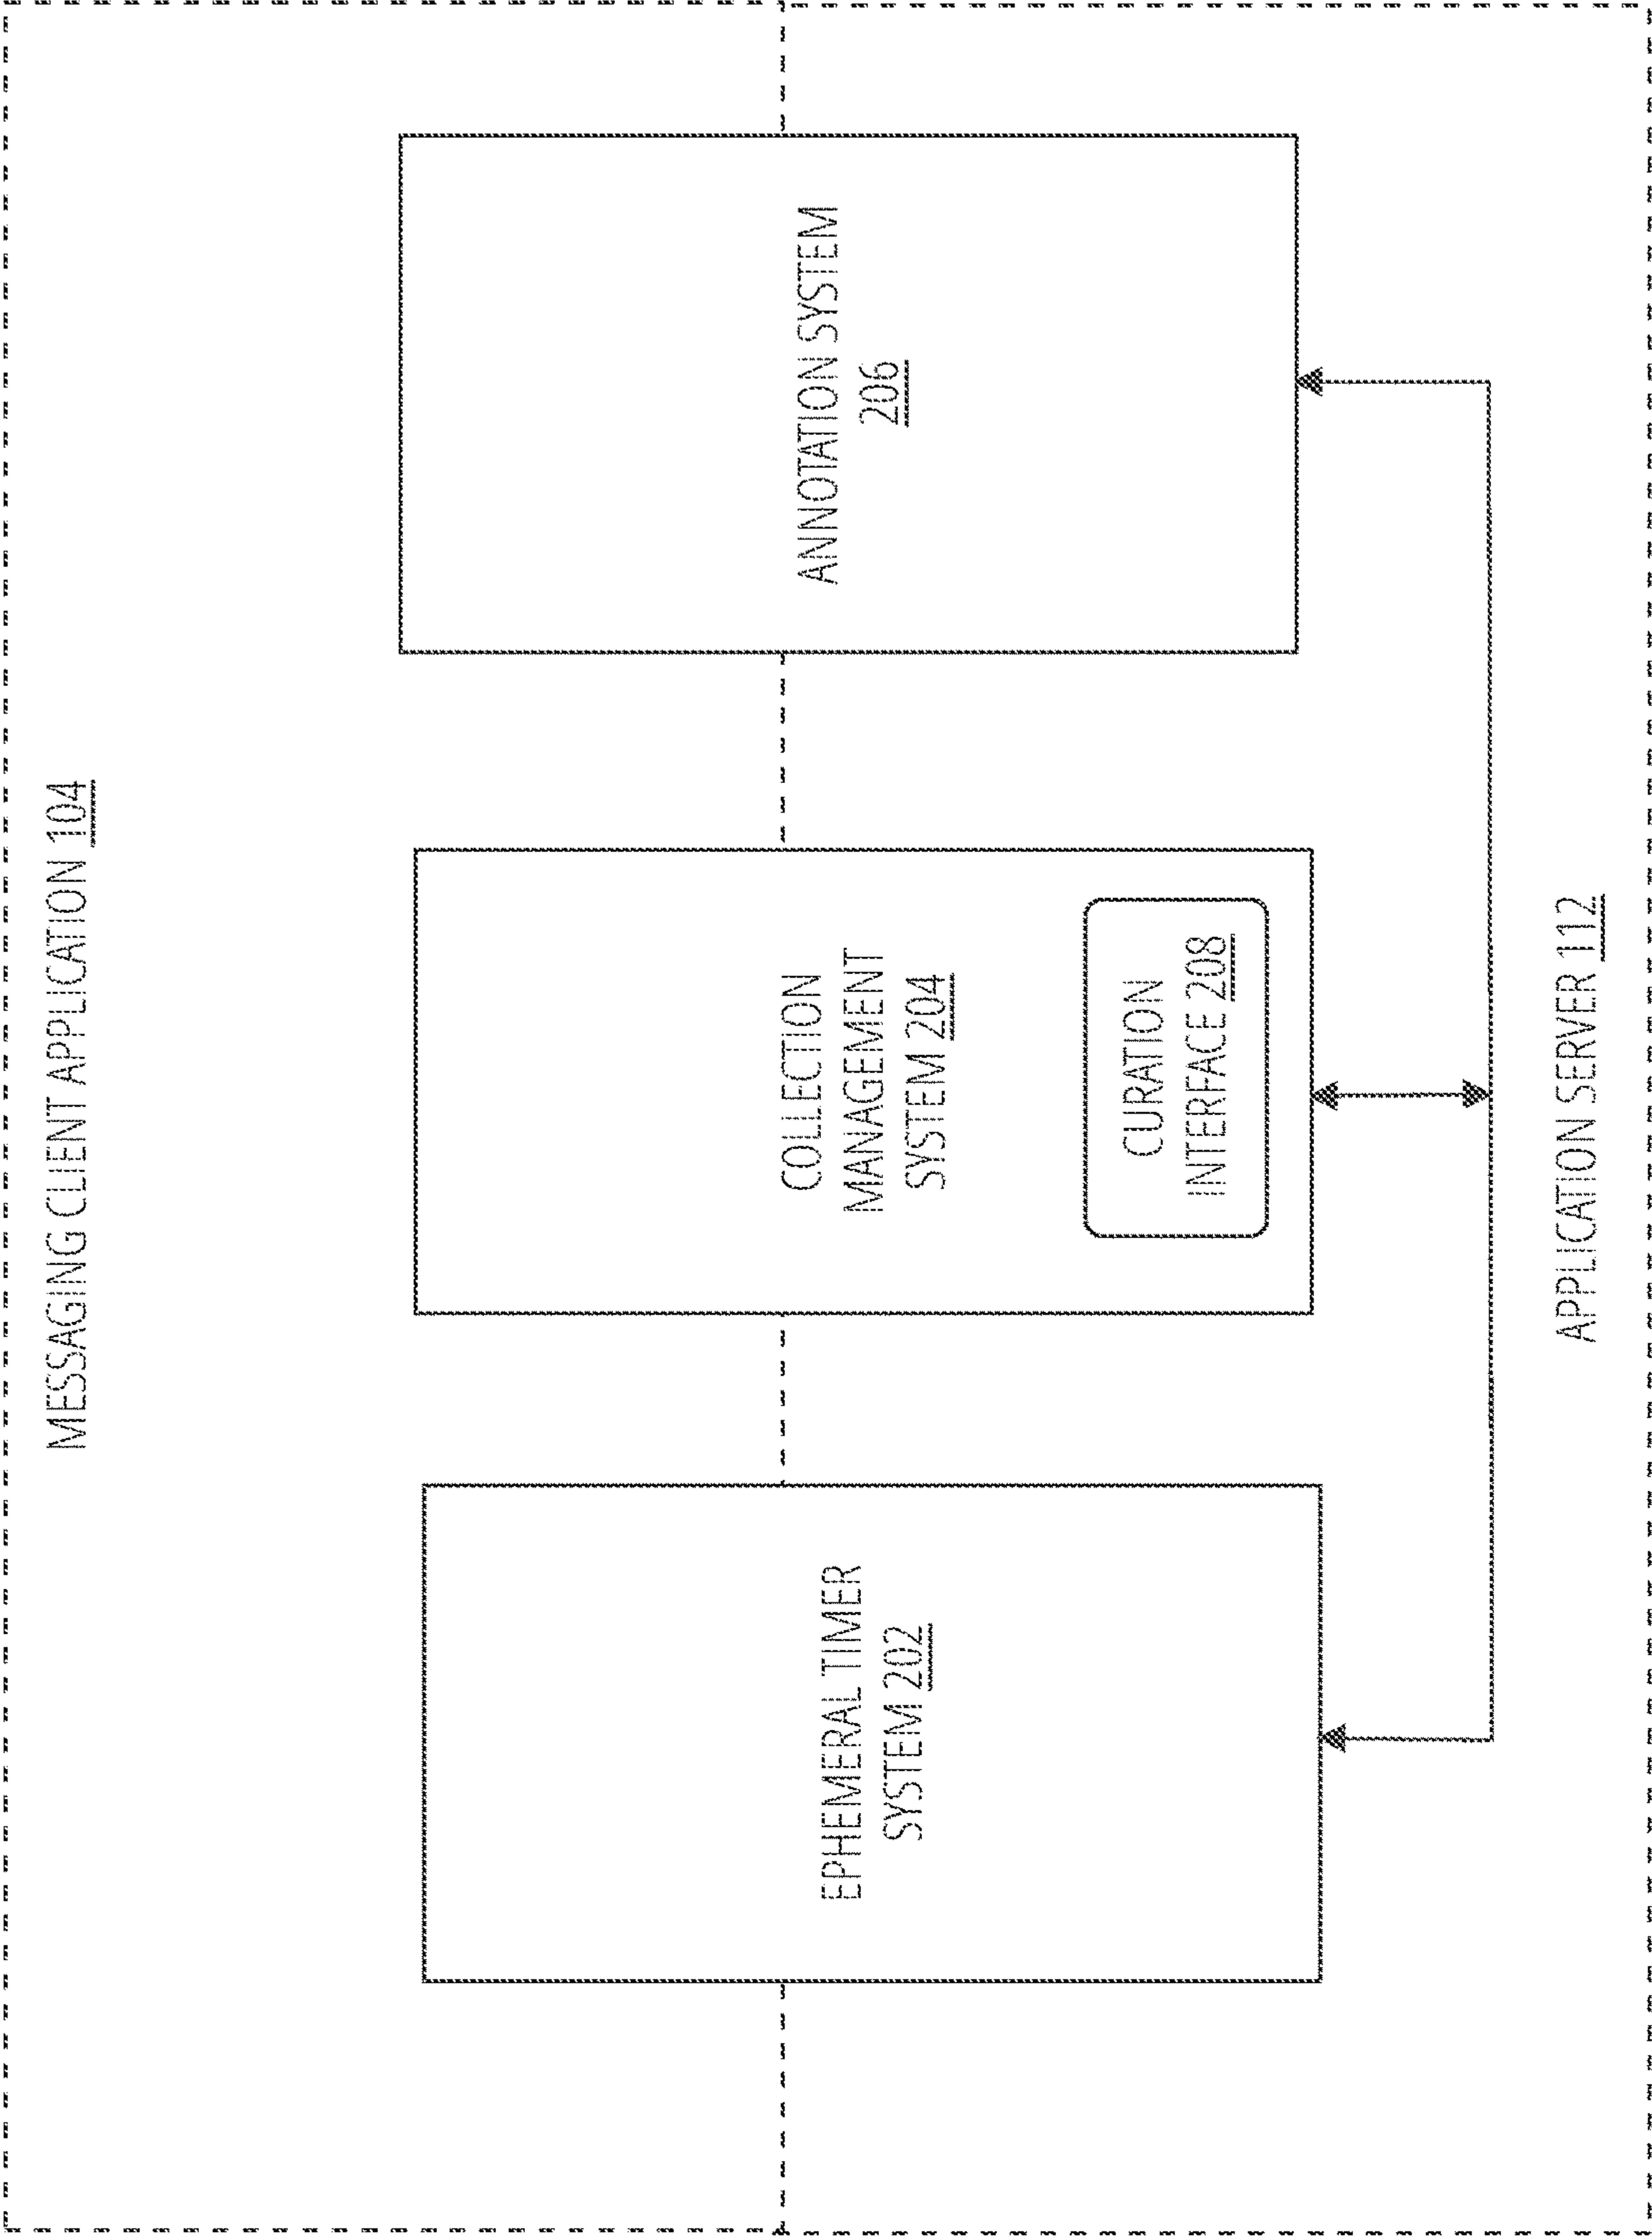 MESSAGING CLIENT APPLICATION 104
EPHEMERAL TIMER
SYSTEM 202
COLLECTION
MANAGEMENT
SYSTEM 204
CURATION
INTERFACE 208
ANNOTATION SYSTEM
206
APPLICATION SERVER 112